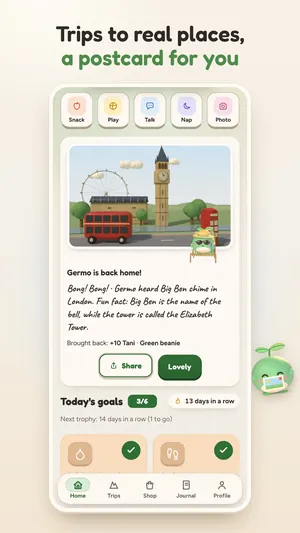 Trips to real places,
a postcard for you
Snack Play Talk Nap Photo
Germo is back home!
Bong! Bong! · Germo heard Big Ben chime in
London. Fun fact: Big Ben is the name of the
bell, while the tower is called the Elizabeth
Tower.
Brought back: +10 Tani · Green beanie
Share Lovely
Today's goals 3/6 13 days in a row
Next trophy: 14 days in a row (1 to go)
Home Trips Shop Journal Profile